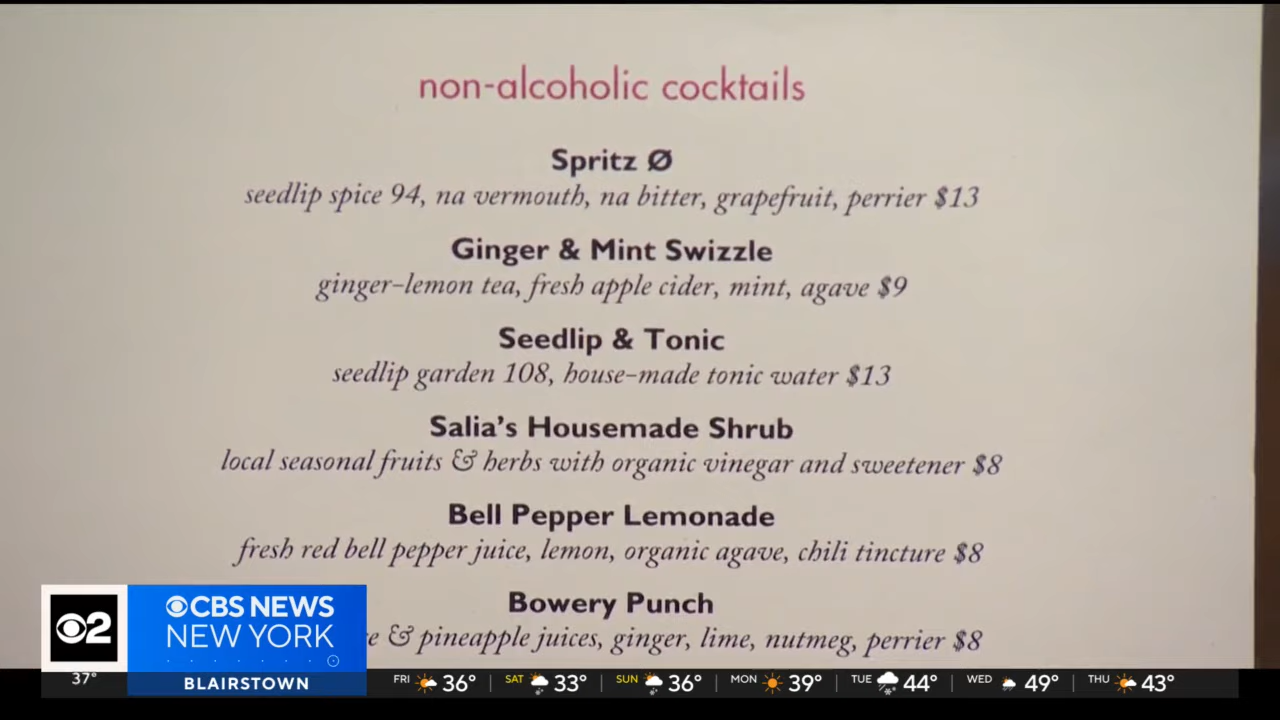 non-alcoholic cocktails
Spritz Ø
seedlip spice 94, na vermouth, na bitter, grapefruit, perrier $13
Ginger & Mint Swizzle
ginger-lemon tea, fresh apple cider, mint, agave $9
Seedlip & Tonic
seedlip garden 108, house-made tonic water $13
Salia's Housemade Shrub
local seasonal fruits & herbs with organic vinegar and sweetener $8
Bell Pepper Lemonade
fresh red bell pepper juice, lemon, organic agave, chili tincture $8
Bowery Punch
& pineapple juices, ginger, lime, nutmeg, perrier $8
2 CBS NEWS
NEW YORK
37° BLAIRSTOWN FRI 36° SAT 33° SUN 36° MON 39° TUE 44° WED 49° THU 43°